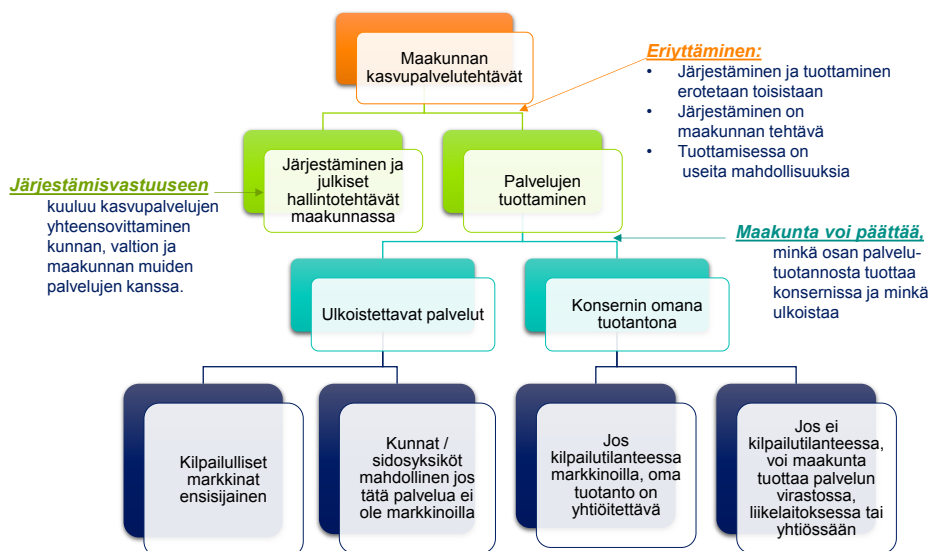 Maakunnan
kasvupalvelutehtävät
Eriyttäminen:
• Järjestäminen ja tuottaminen
erotetaan toisistaan
• Järjestäminen on
maakunnan tehtävä
• Tuottamisessa on
useita mahdollisuuksia
Järjestäminen ja
julkiset
hallintotehtävät
maakunnassa
Palvelujen
tuottaminen
Järjestämisvastuuseen
kuuluu kasvupalvelujen
yhteensovittaminen
kunnan, valtion ja
maakunnan muiden
palvelujen kanssa.
Maakunta voi päättää,
minkä osan palvelu-
tuotannosta tuottaa
konsernissa ja minkä
ulkoistaa
Ulkoistettavat palvelut
Konsernin omana
tuotantona
Kilpailulliset
markkinat
ensisijainen
Kunnat /
sidosyksiköt
mahdollinen jos
tätä palvelua ei
ole markkinoilla
Jos
kilpailutilanteessa
markkinoilla, oma
tuotanto on
yhtiöitettävä
Jos ei
kilpailutilanteessa,
voi maakunta
tuottaa palvelun
virastossa,
liikelaitoksessa tai
yhtiössään